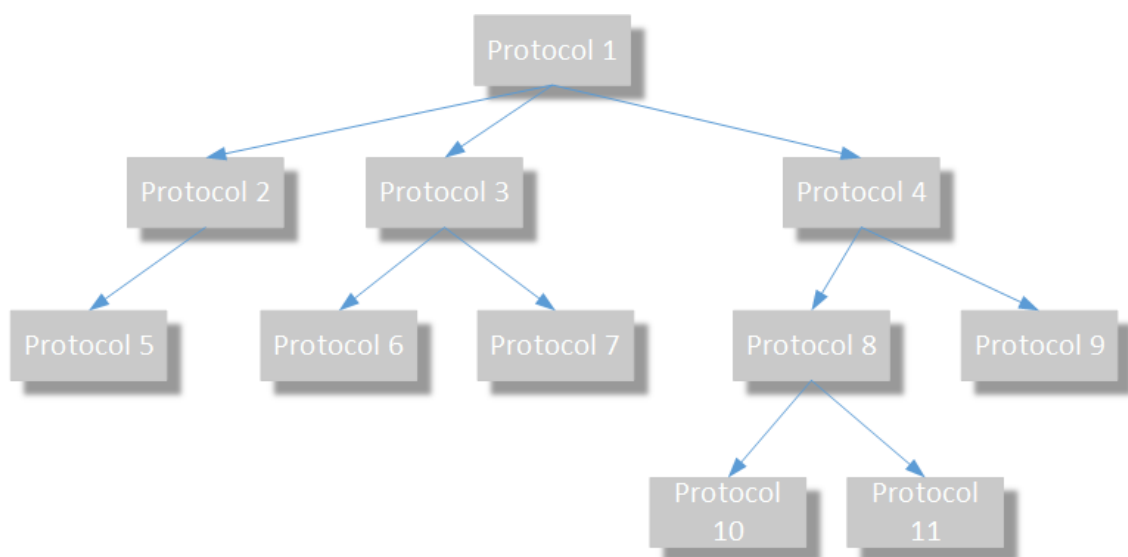 Protocol 1
Protocol 2
Protocol 3
Protocol 4
Protocol 5
Protocol 6
Protocol 7
Protocol 8
Protocol 9
Protocol
10
Protocol
11